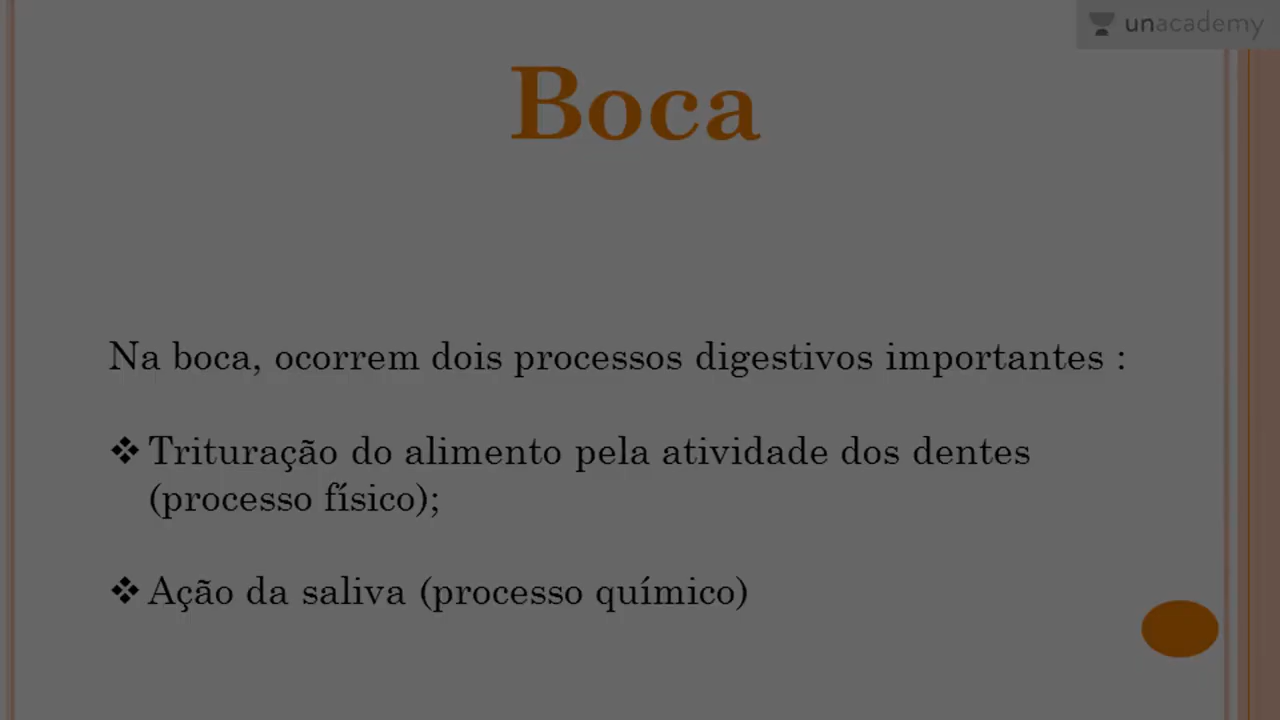 unacademy
Boca
Na boca, ocorrem dois processos digestivos importantes :
❖ Trituração do alimento pela atividade dos dentes
(processo físico);
❖ Ação da saliva (processo químico)